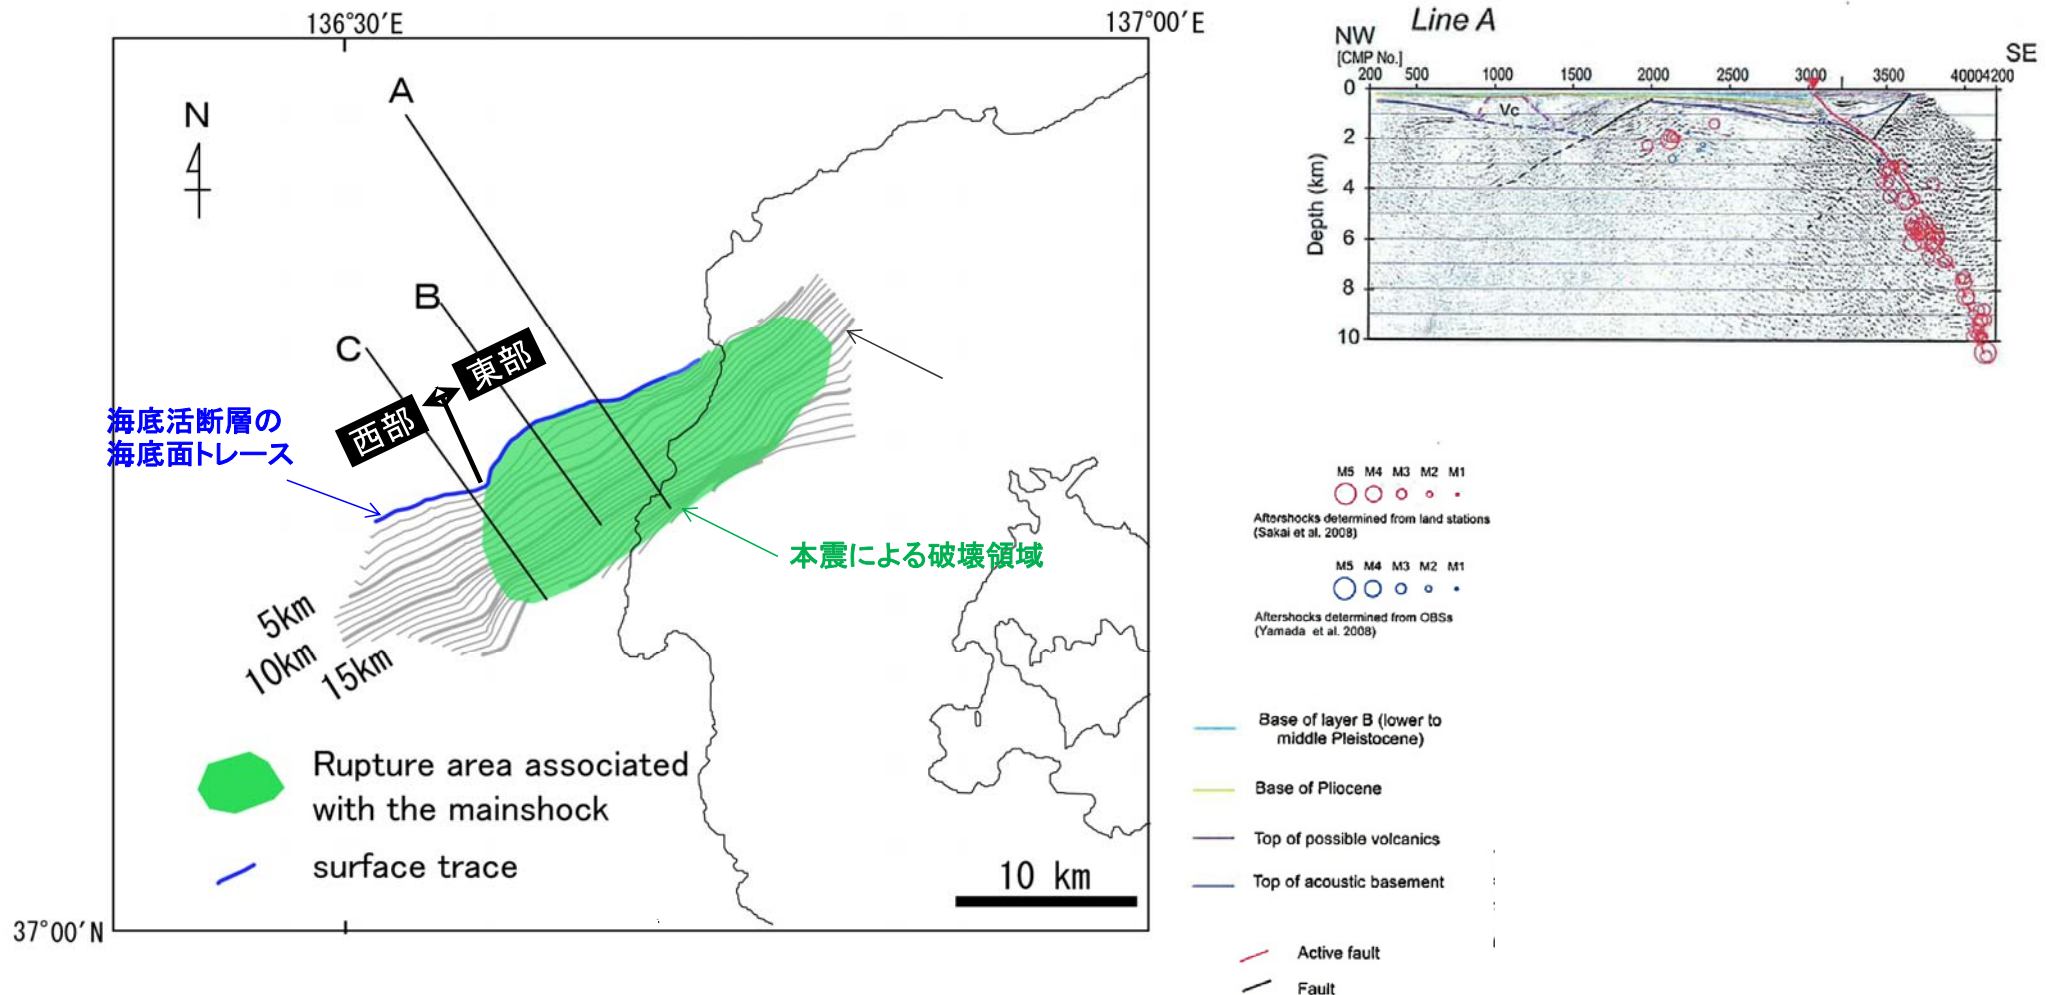 136°30′E
137°00′E
N
A
B
C
東部
西部
海底活断層の
海底面トレース
本震による破壊領域
5km
10km
15km
Rupture area associated
with the mainshock
surface trace
10 km
37°00′N
Line A
NW
SE
[CMP No.]
200 500 1000 1500 2000 2500 3000 3500 4000 4200
Depth (km)
0
2
4
6
8
10
Vc
M5 M4 M3 M2 M1
Aftershocks determined from land stations
(Sakai et al. 2008)
M5 M4 M3 M2 M1
Aftershocks determined from OBSs
(Yamada et al. 2008)
Base of layer B (lower to
middle Pleistocene)
Base of Pliocene
Top of possible volcanics
Top of acoustic basement
Active fault
Fault